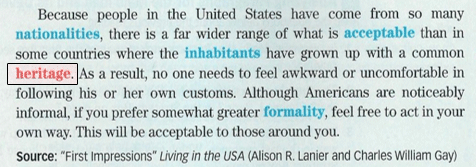 Because people in the United States have come from so many
nationalities, there is a far wider range of what is acceptable than in
some countries where the inhabitants have grown up with a common
heritage. As a result, no one needs to feel awkward or uncomfortable in
following his or her own customs. Although Americans are noticeably
informal, if you prefer somewhat greater formality, feel free to act in your
own way. This will be acceptable to those around you.
Source: "First Impressions" Living in the USA (Alison R. Lanier and Charles William Gay)